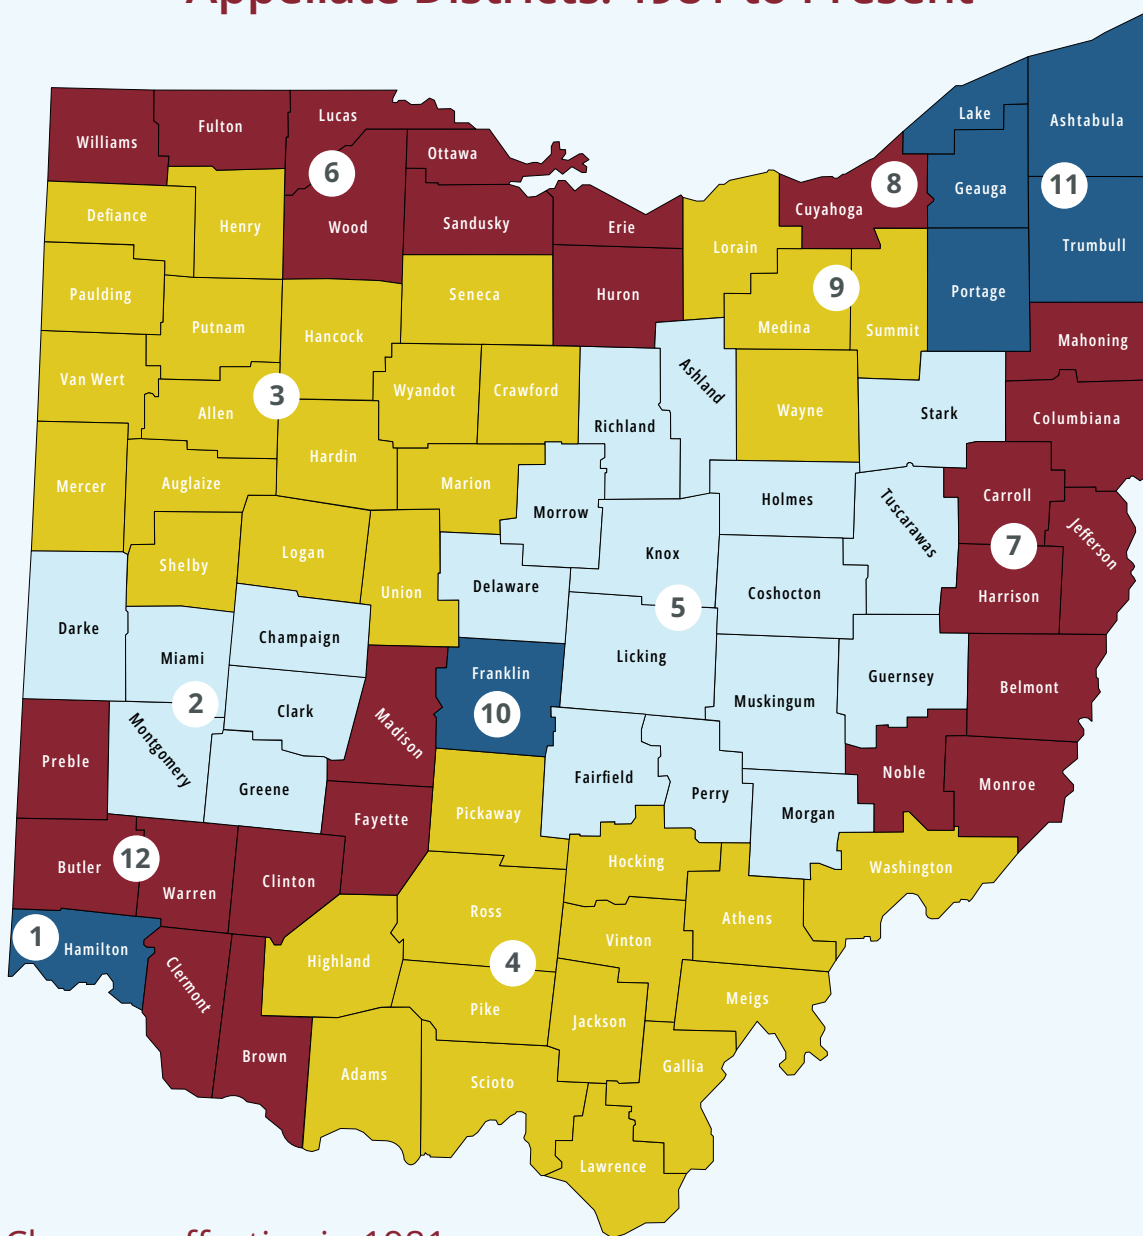 Appellate Districts: 1981 to Present
Lake
Ashtabula
Lucas
Fulton
Williams
Ottawa
6
8
11
Geauga
Cuyahoga
Defiance
Henry
Wood
Sandusky
Erie
Lorain
Trumbull
Paulding
Seneca
Huron
9
Portage
Putnam
Hancock
Medina
Summit
Mahoning
Van Wert
3
Allen
Wyandot
Crawford
Ashland
Wayne
Stark
Columbiana
Richland
Hardin
Mercer
Auglaize
Marion
Morrow
Holmes
Tuscarawas
Carroll
Jefferson
7
Shelby
Logan
Union
Delaware
Knox
Coshocton
Harrison
5
Darke
Champaign
Miami
Licking
Franklin
Guernsey
Belmont
2
Clark
10
Muskingum
Madison
Montgomery
Preble
Greene
Fairfield
Perry
Noble
Monroe
Fayette
Pickaway
Morgan
12
Butler
Warren
Clinton
Hocking
Washington
Ross
Athens
1
Hamilton
Vinton
Highland
4
Clermont
Pike
Jackson
Meigs
Brown
Adams
Scioto
Gallia
Lawrence